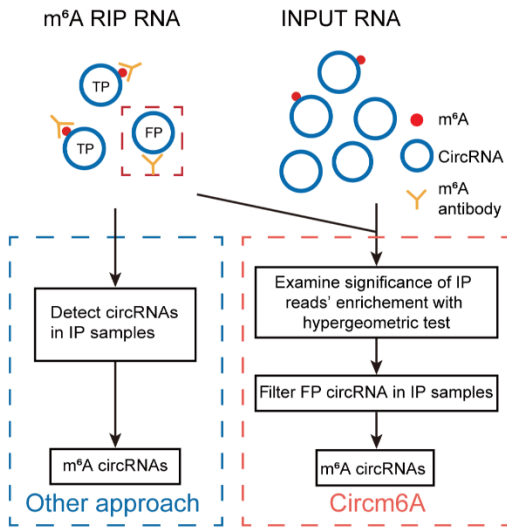 m⁶A RIP RNA
INPUT RNA
TP
FP
TP
m⁶A
CircRNA
m⁶A
antibody
Detect circRNAs
in IP samples
m⁶A circRNAs
Other approach
Examine significance of IP
reads' enrichement with
hypergeometric test
Filter FP circRNA in IP samples
m⁶A circRNAs
Circm6A